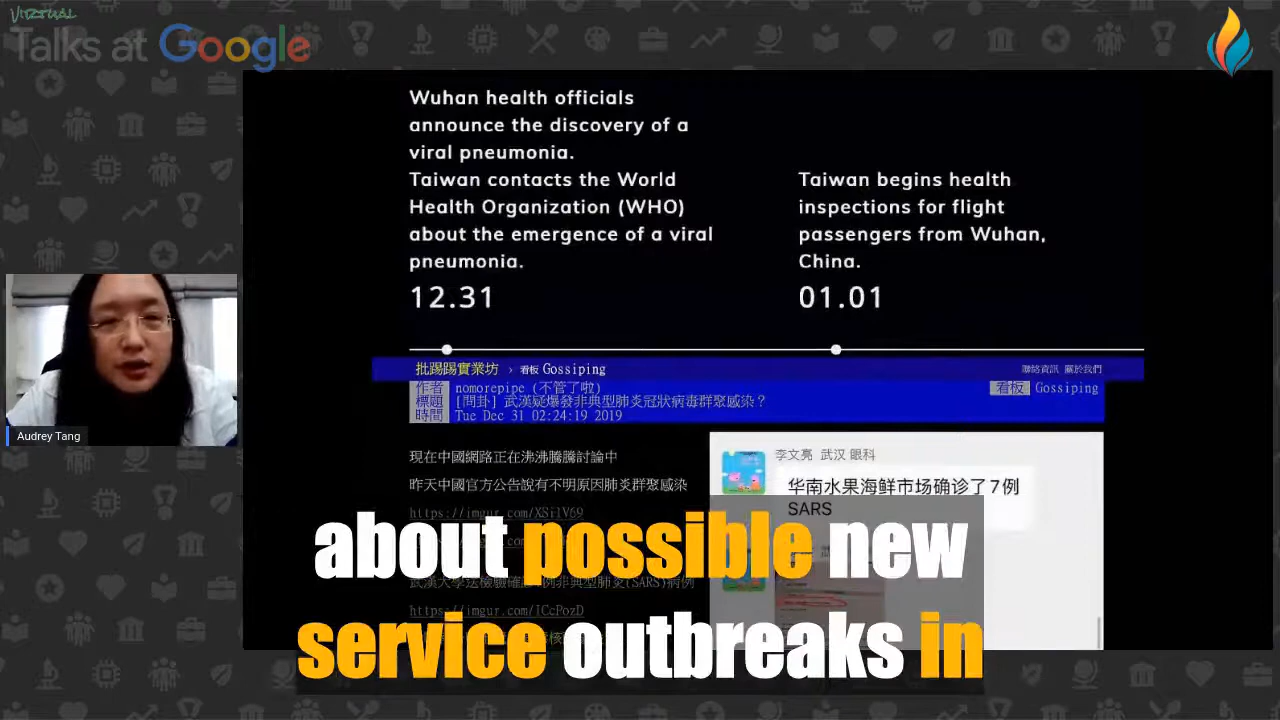 VIRTUAL
Talks at Google
Wuhan health officials
announce the discovery of a
viral pneumonia.
Taiwan contacts the World
Health Organization (WHO)
about the emergence of a viral
pneumonia.
12.31
Taiwan begins health
inspections for flight
passengers from Wuhan,
China.
01.01
批踢踢實業坊 › 看板 Gossiping
聯絡資訊 關於我們
作者 nomorepipe (不管了啦)
看板 Gossiping
標題 [問卦] 武漢疑爆發非典型肺炎冠狀病毒群聚感染？
時間 Tue Dec 31 02:24:19 2019
現在中國網路正在沸沸騰騰討論中
昨天中國官方公告說有不明原因肺炎群聚感染
https://imgur.com/XSi1V69
https://imgur.com/ICcPozD
李文亮 武汉 眼科
华南水果海鲜市场确诊了7例
SARS
Audrey Tang
about possible new
service outbreaks in